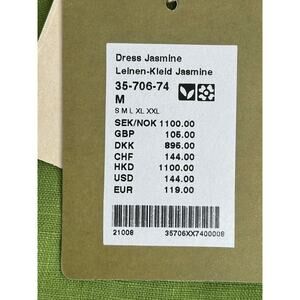 Dress Jasmine
Leinen-Kleid Jasmine
35-706-74
M
S M L XL XXL
SEK/NOK 1100.00
GBP 105.00
DKK 895.00
CHF 144.00
HKD 1100.00
USD 144.00
EUR 119.00
21008 35706XX7400008